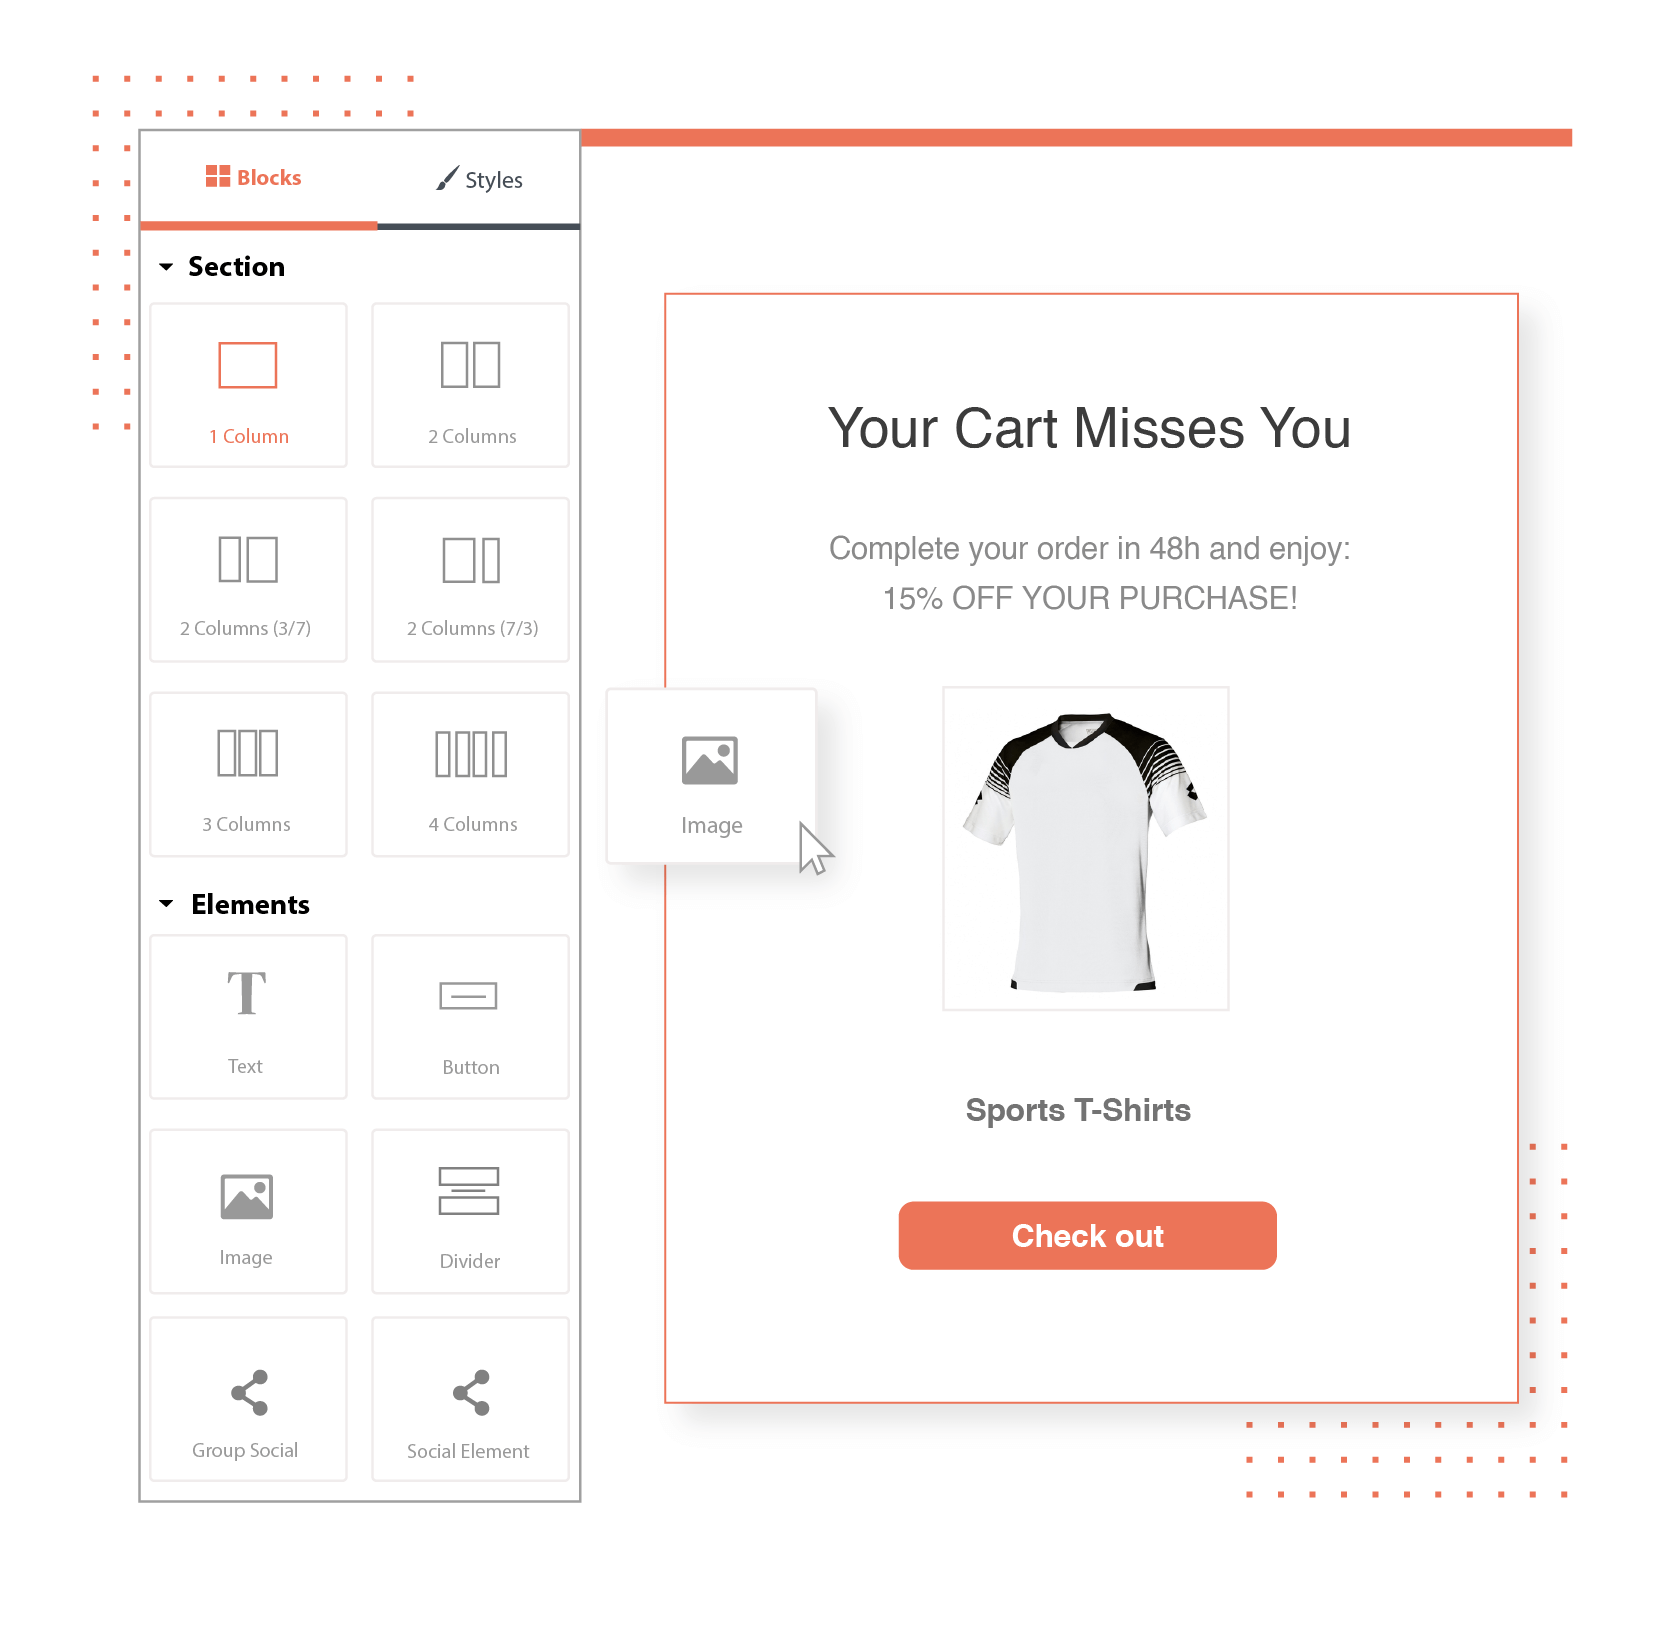 Blocks
Styles
Section
1 Column
2 Columns
2 Columns (3/7)
2 Columns (7/3)
3 Columns
4 Columns
Elements
Text
Button
Image
Divider
Group Social
Social Element
Image
Your Cart Misses You
Complete your order in 48h and enjoy:
15% OFF YOUR PURCHASE!
Sports T-Shirts
Check out